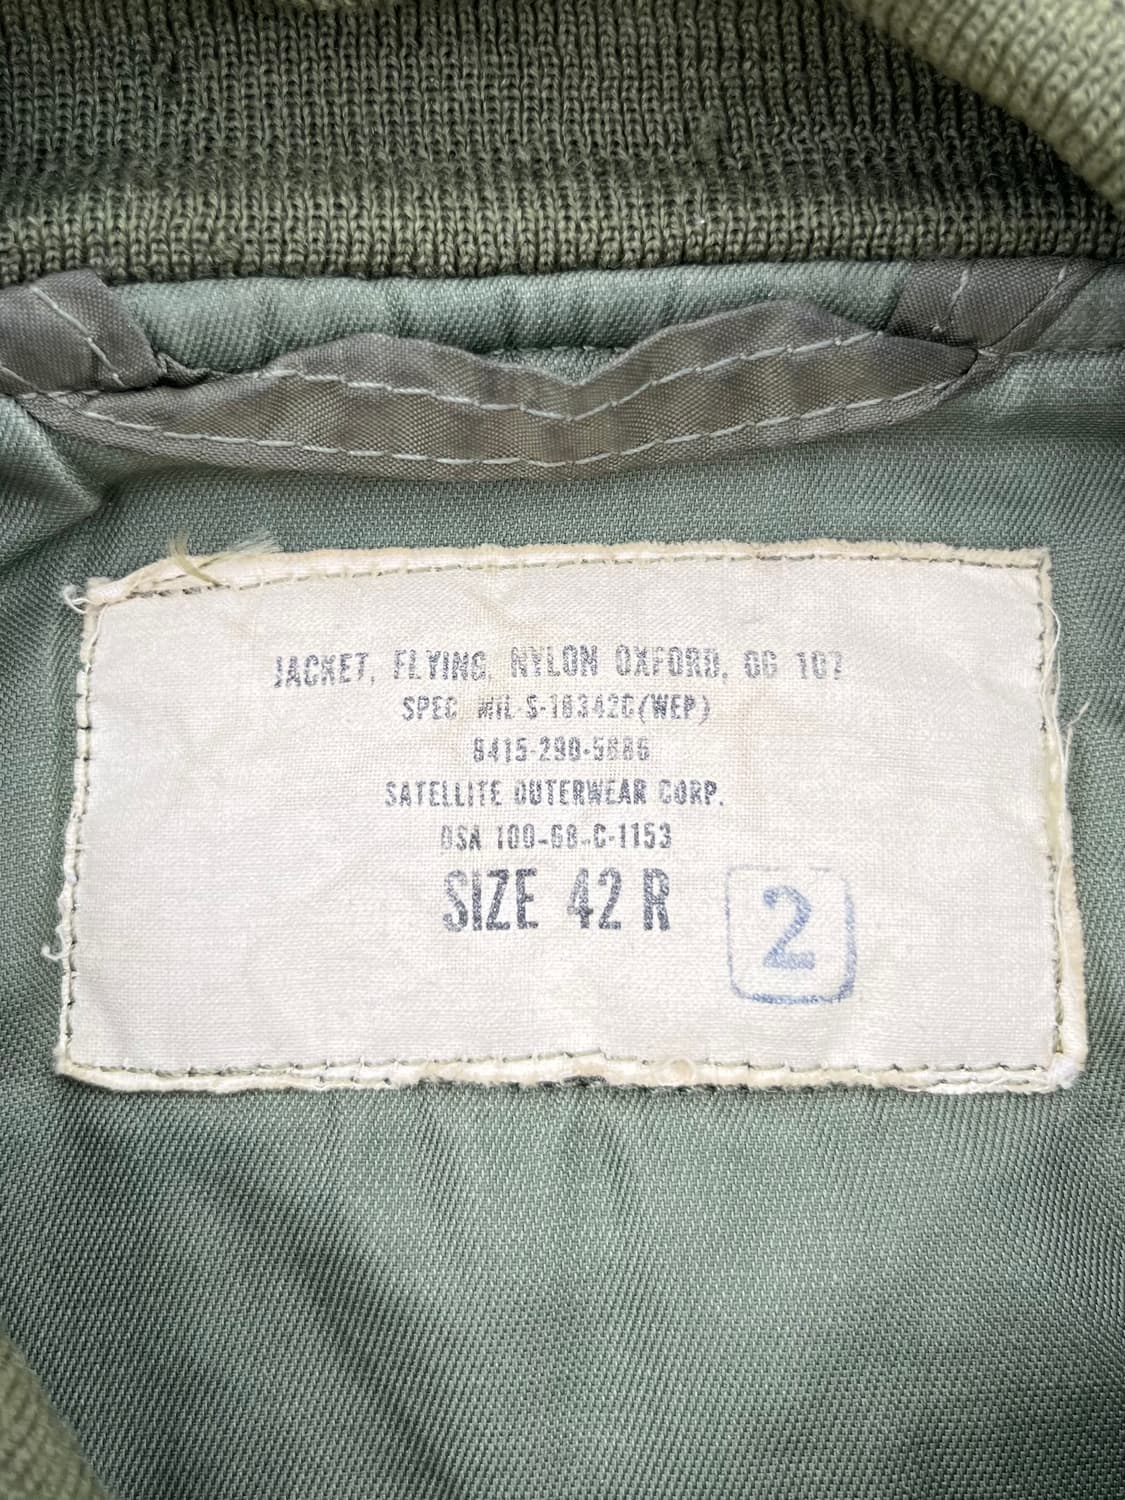 JACKET, FLYING, NYLON OXFORD, OG 107
SPEC MIL-S-18342C(WEP)
8415-290-5886
SATELLITE OUTERWEAR CORP.
DSA 100-68-C-1153
SIZE 42 R
2